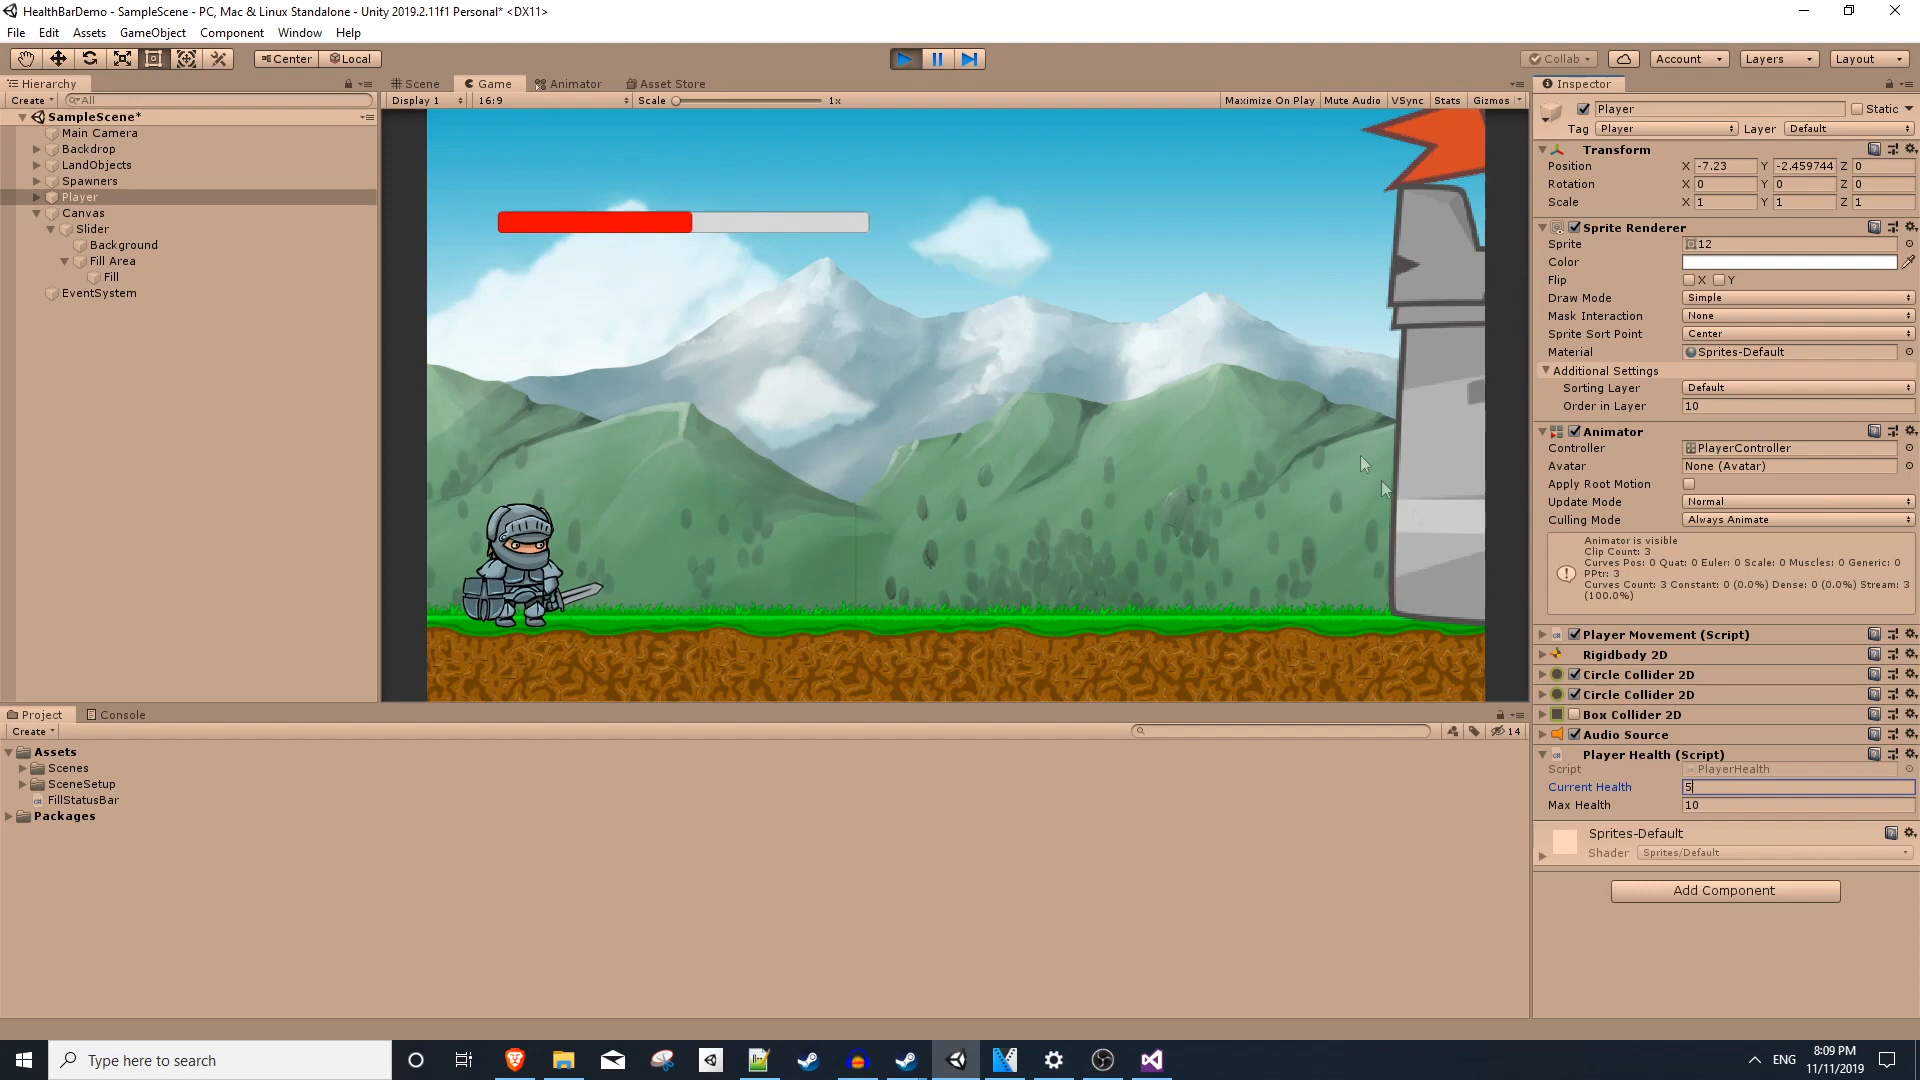 HealthBarDemo - SampleScene - PC, Mac & Linux Standalone - Unity 2019.2.11f1 Personal* <DX11>
File Edit Assets GameObject Component Window Help
Center Local Collab Account Layers Layout
Hierarchy
Create All
SampleScene*
Main Camera
Backdrop
LandObjects
Spawners
Player
Canvas
Slider
Background
Fill Area
Fill
EventSystem
Scene Game Animator Asset Store
Display 1 16:9 Scale 1x Maximize On Play Mute Audio VSync Stats Gizmos
Inspector
Player Static
Tag Player Layer Default
Transform
Position X -7.23 Y -2.459744 Z 0
Rotation X 0 Y 0 Z 0
Scale X 1 Y 1 Z 1
Sprite Renderer
Sprite 12
Color
Flip X Y
Draw Mode Simple
Mask Interaction None
Sprite Sort Point Center
Material Sprites-Default
Additional Settings
Sorting Layer Default
Order in Layer 10
Animator
Controller PlayerController
Avatar None (Avatar)
Apply Root Motion
Update Mode Normal
Culling Mode Always Animate
Animator is visible
Clip Count: 3
Curves Pos: 0 Quat: 0 Euler: 0 Scale: 0 Muscles: 0 Generic: 0
PPtr: 3
Curves Count: 3 Constant: 0 (0.0%) Dense: 0 (0.0%) Stream: 3
(100.0%)
Player Movement (Script)
Rigidbody 2D
Circle Collider 2D
Circle Collider 2D
Box Collider 2D
Audio Source
Player Health (Script)
Script PlayerHealth
Current Health 5
Max Health 10
Sprites-Default
Shader Sprites/Default
Add Component
Project Console
Create 14
Assets
Scenes
SceneSetup
FillStatusBar
Packages
Type here to search
ENG
8:09 PM
11/11/2019